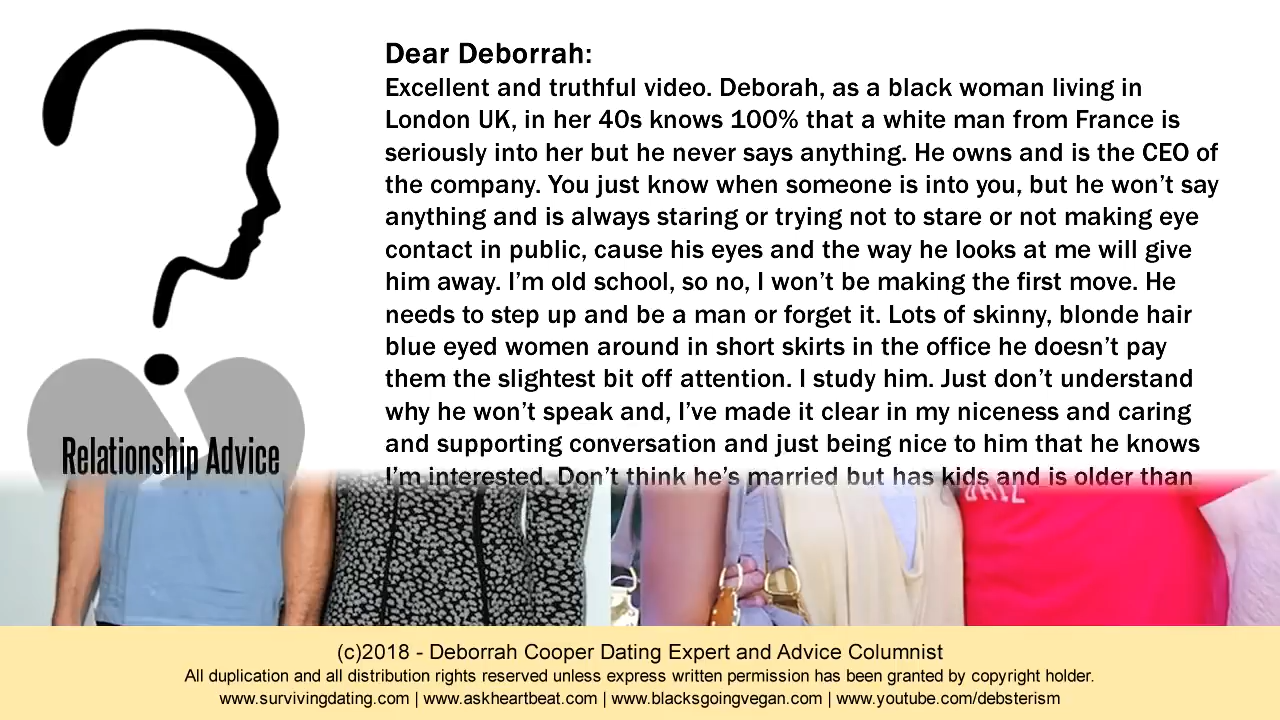 Dear Deborrah:
Excellent and truthful video. Deborah, as a black woman living in
London UK, in her 40s knows 100% that a white man from France is
seriously into her but he never says anything. He owns and is the CEO of
the company. You just know when someone is into you, but he won’t say
anything and is always staring or trying not to stare or not making eye
contact in public, cause his eyes and the way he looks at me will give
him away. I’m old school, so no, I won’t be making the first move. He
needs to step up and be a man or forget it. Lots of skinny, blonde hair
blue eyed women around in short skirts in the office he doesn’t pay
them the slightest bit off attention. I study him. Just don’t understand
why he won’t speak and, I’ve made it clear in my niceness and caring
and supporting conversation and just being nice to him that he knows
I’m interested. Don’t think he’s married but has kids and is older than
Relationship Advice
(c)2018 - Deborrah Cooper Dating Expert and Advice Columnist
All duplication and all distribution rights reserved unless express written permission has been granted by copyright holder.
www.survivingdating.com | www.askheartbeat.com | www.blacksgoingvegan.com | www.youtube.com/debsterism